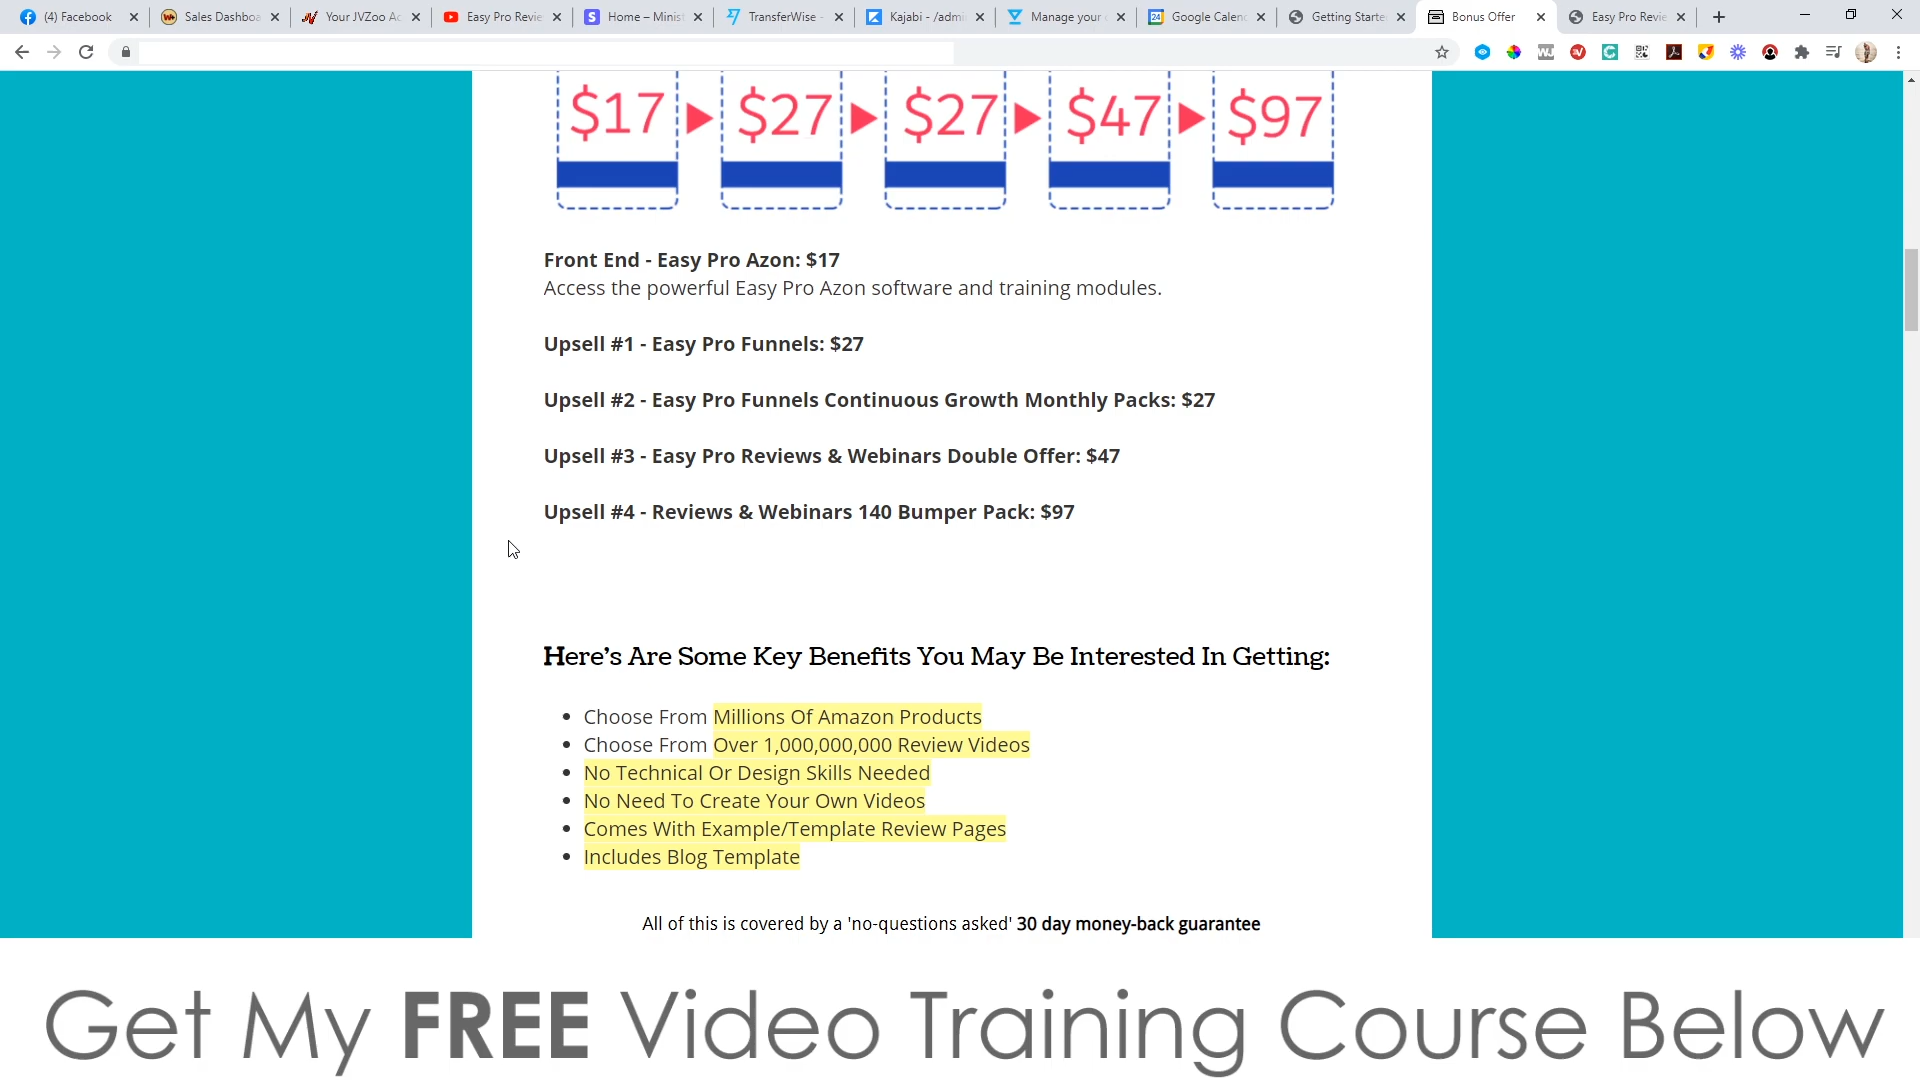 (4) Facebook
Sales Dashboa
Your JVZoo Ac
Easy Pro Revie
Home – Minist
TransferWise -
Kajabi - /admi
Manage your
Google Calen
Getting Starte
Bonus Offer
Easy Pro Revie
$17 $27 $27 $47 $97
Front End - Easy Pro Azon: $17
Access the powerful Easy Pro Azon software and training modules.
Upsell #1 - Easy Pro Funnels: $27
Upsell #2 - Easy Pro Funnels Continuous Growth Monthly Packs: $27
Upsell #3 - Easy Pro Reviews & Webinars Double Offer: $47
Upsell #4 - Reviews & Webinars 140 Bumper Pack: $97
Here's Are Some Key Benefits You May Be Interested In Getting:
• Choose From Millions Of Amazon Products
• Choose From Over 1,000,000,000 Review Videos
• No Technical Or Design Skills Needed
• No Need To Create Your Own Videos
• Comes With Example/Template Review Pages
• Includes Blog Template
All of this is covered by a 'no-questions asked' 30 day money-back guarantee
Get My FREE Video Training Course Below